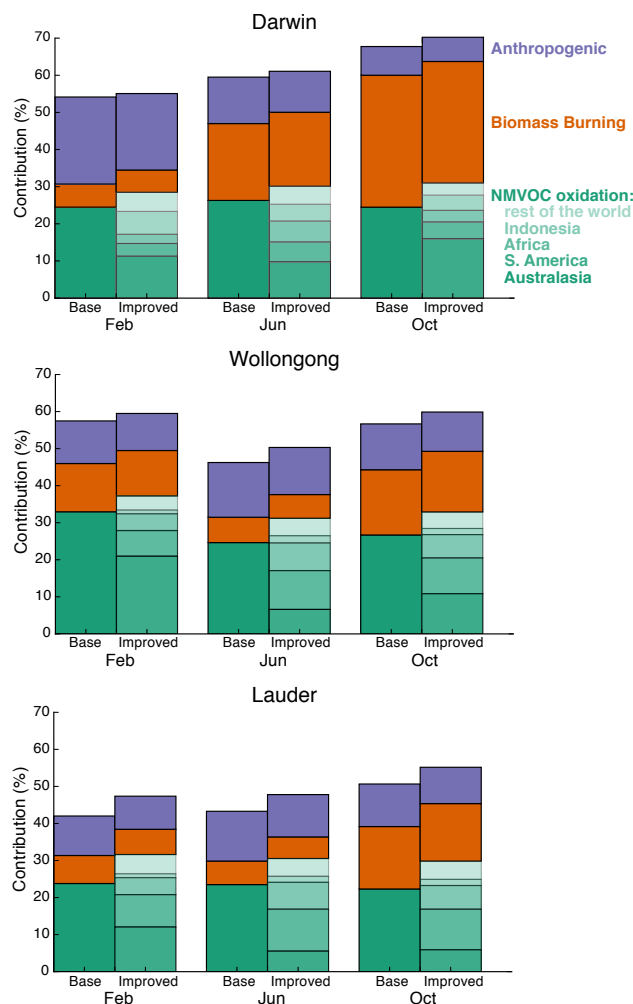 Darwin
Contribution (%)
70
60
50
40
30
20
10
0
Anthropogenic
Biomass Burning
NMVOC oxidation:
rest of the world
Indonesia
Africa
S. America
Australasia
Base Improved Base Improved Base Improved
Feb Jun Oct
Wollongong
Contribution (%)
70
60
50
40
30
20
10
0
Base Improved Base Improved Base Improved
Feb Jun Oct
Lauder
Contribution (%)
70
60
50
40
30
20
10
0
Base Improved Base Improved Base Improved
Feb Jun Oct